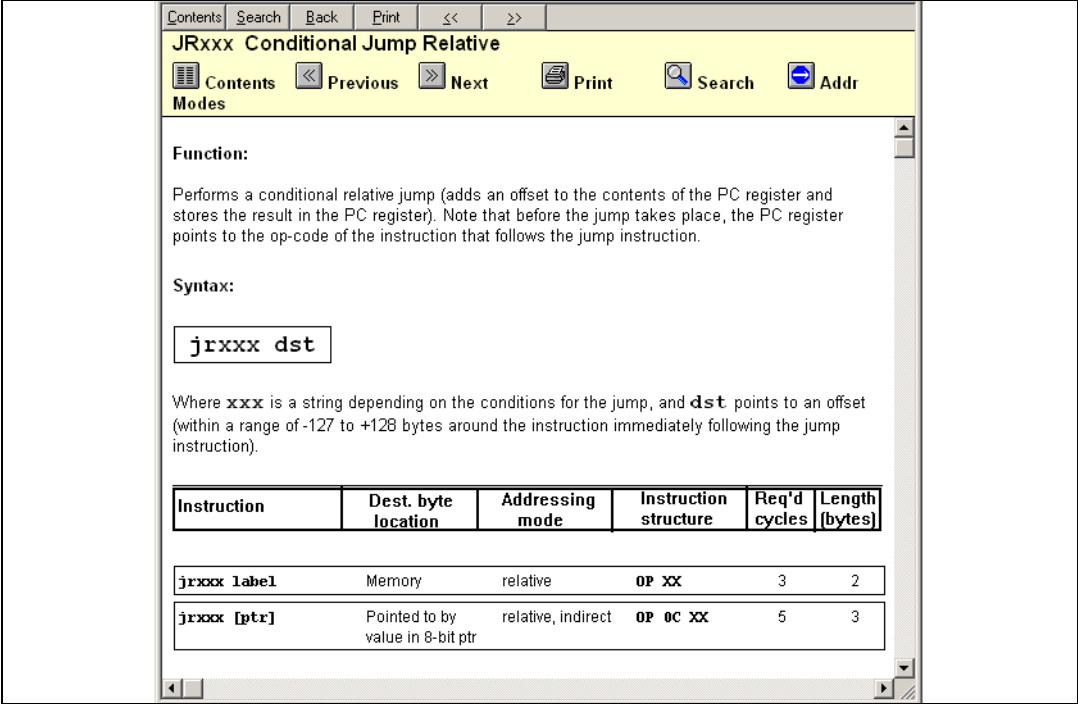 Contents Search Back Print << >>
JRxxx Conditional Jump Relative
Contents Previous Next Print Search Addr
Modes
Function:
Performs a conditional relative jump (adds an offset to the contents of the PC register and
stores the result in the PC register). Note that before the jump takes place, the PC register
points to the op-code of the instruction that follows the jump instruction.
Syntax:
jrxxx dst
Where xxx is a string depending on the conditions for the jump, and dst points to an offset
(within a range of -127 to +128 bytes around the instruction immediately following the jump
instruction).
Instruction Dest. byte Addressing Instruction Req'd Length
location mode structure cycles (bytes)
jrxxx label Memory relative OP XX 3 2
jrxxx [ptr] Pointed to by relative, indirect OP 0C XX 5 3
value in 8-bit ptr